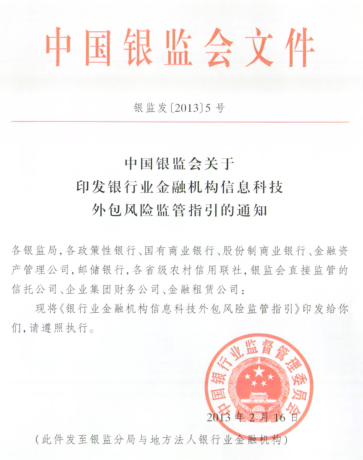 中国银监会文件
银监发〔2013〕5号
中国银监会关于
印发银行业金融机构信息科技
外包风险监管指引的通知
各银监局,各政策性银行、国有商业银行、股份制商业银行、金融资
产管理公司,邮储银行,各省级农村信用联社,银监会直接监管的
信托公司、企业集团财务公司、金融租赁公司:
现将《银行业金融机构信息科技外包风险监管指引》印发给你
们,请遵照执行。
中国银行业监督管理委员会
2013年2月16日
(此件发至银监分局与地方法人银行业金融机构)